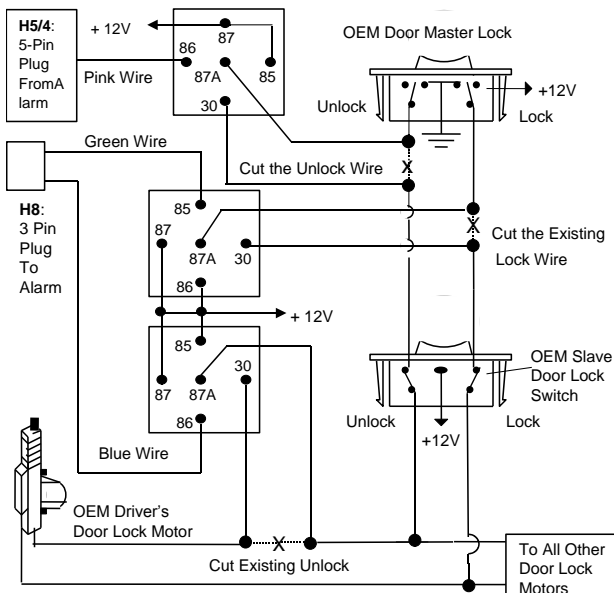 H5/4:
5-Pin
Plug
FromA
larm
+ 12V
87
86
87A
85
30
Pink Wire
OEM Door Master Lock
+12V
Unlock
Lock
Green Wire
Cut the Unlock Wire
X
H8:
3 Pin
Plug
To
Alarm
85
87
87A
30
86
X
Cut the Existing
Lock Wire
+ 12V
85
30
87
87A
86
Blue Wire
OEM Slave
Door Lock
Switch
Unlock
Lock
+12V
OEM Driver's
Door Lock Motor
X
Cut Existing Unlock
To All Other
Door Lock
Motors